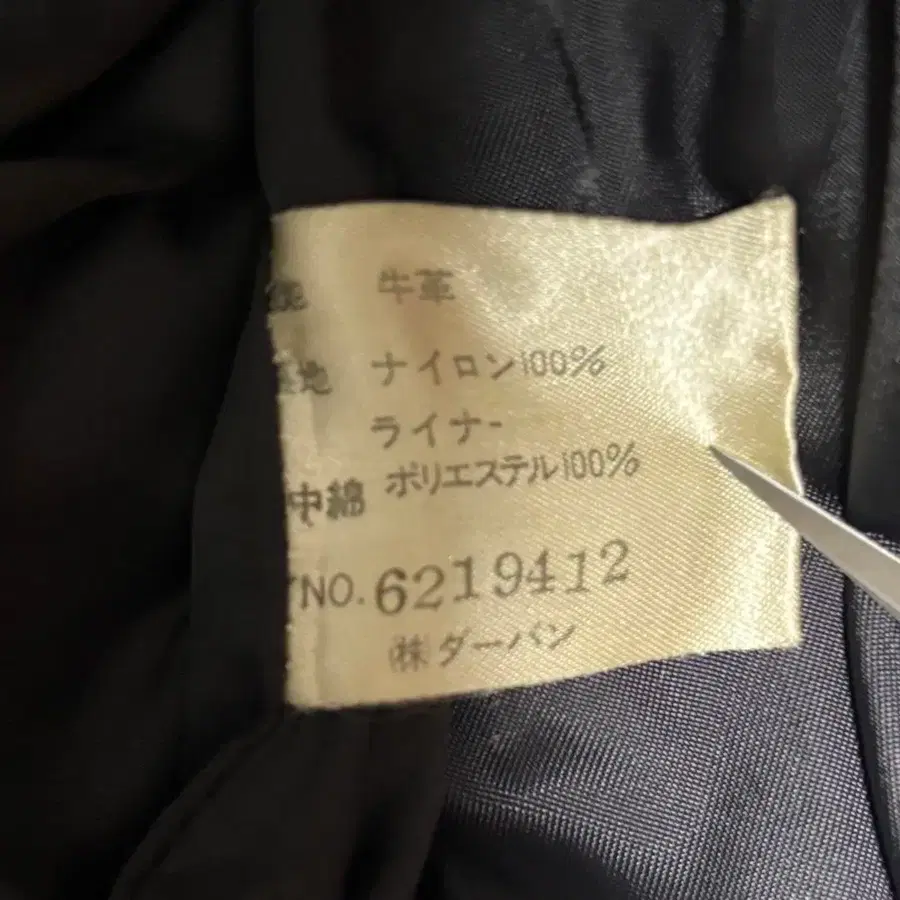 牛革
地 ナイロン100%
ライナー
中綿 ポリエステル100%
NO. 6219412
㈱ダーバン